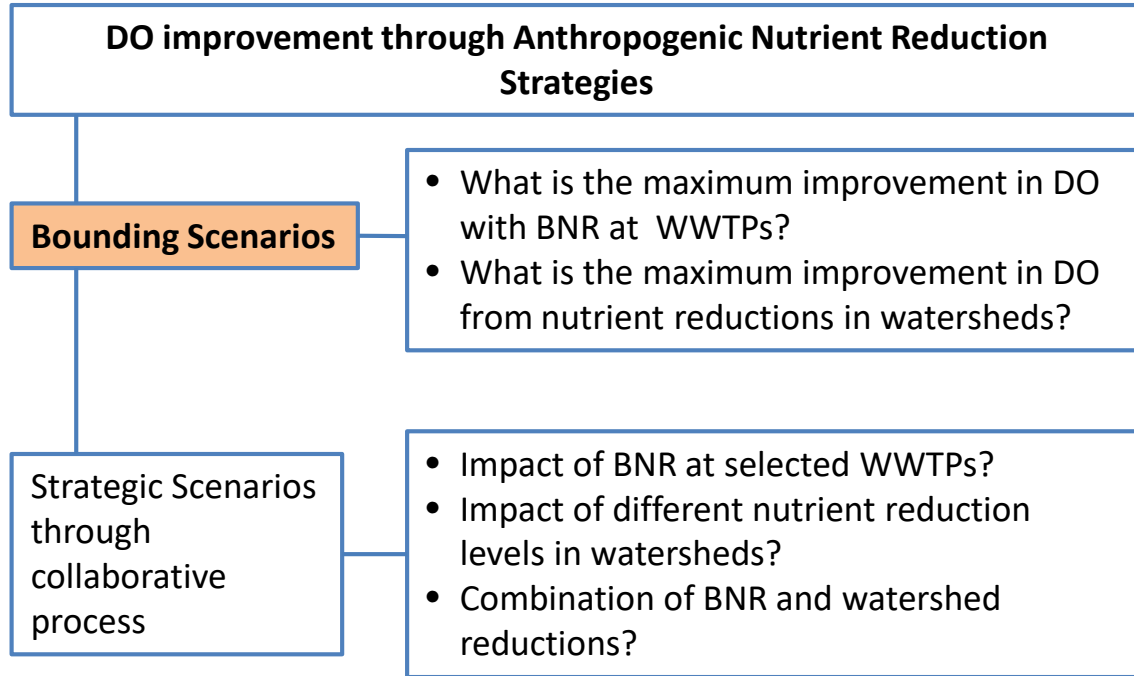 DO improvement through Anthropogenic Nutrient Reduction
Strategies
Bounding Scenarios
• What is the maximum improvement in DO
with BNR at WWTPs?
• What is the maximum improvement in DO
from nutrient reductions in watersheds?
Strategic Scenarios
through
collaborative
process
• Impact of BNR at selected WWTPs?
• Impact of different nutrient reduction
levels in watersheds?
• Combination of BNR and watershed
reductions?